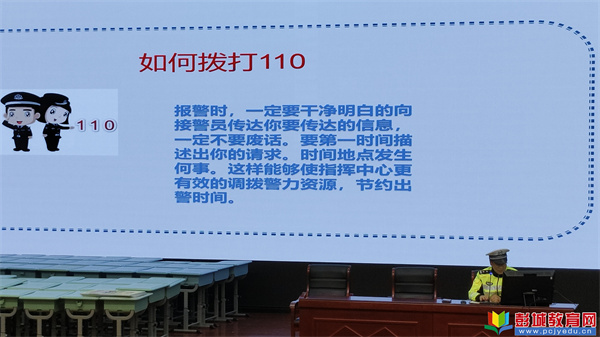 如何拨打110
110
报警时，一定要干净明白的向
接警员传达你要传达的信息，
一定不要废话。要第一时间描
述出你的请求。时间地点发生
何事。这样能够使指挥中心更
有效的调拨警力资源，节约出
警时间。
彭城教育网
www.pcjyedu.cn